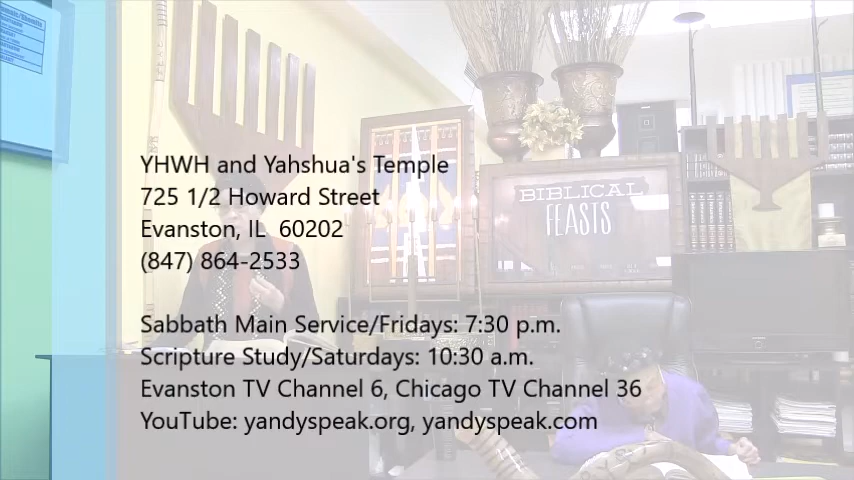 YHWH and Yahshua's Temple
725 1/2 Howard Street
Evanston, IL  60202
(847) 864-2533
Sabbath Main Service/Fridays: 7:30 p.m.
Scripture Study/Saturdays: 10:30 a.m.
Evanston TV Channel 6, Chicago TV Channel 36
YouTube: yandyspeak.org, yandyspeak.com
BIBLICAL
FEASTS